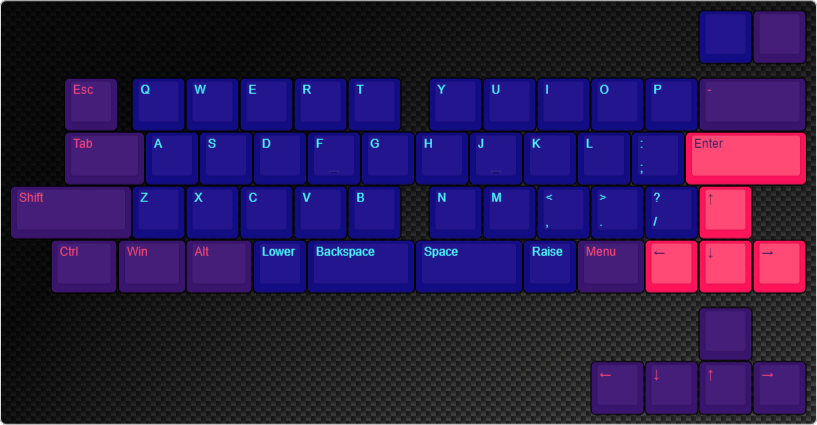 Esc Q W E R T Y U I O P -
Tab A S D F _ G H J _ K L :
;
Enter
Shift Z X C V B N M < > ? ↑
, . /
Ctrl Win Alt Lower Backspace Space Raise Menu ← ↓ →
← ↓ ↑ →